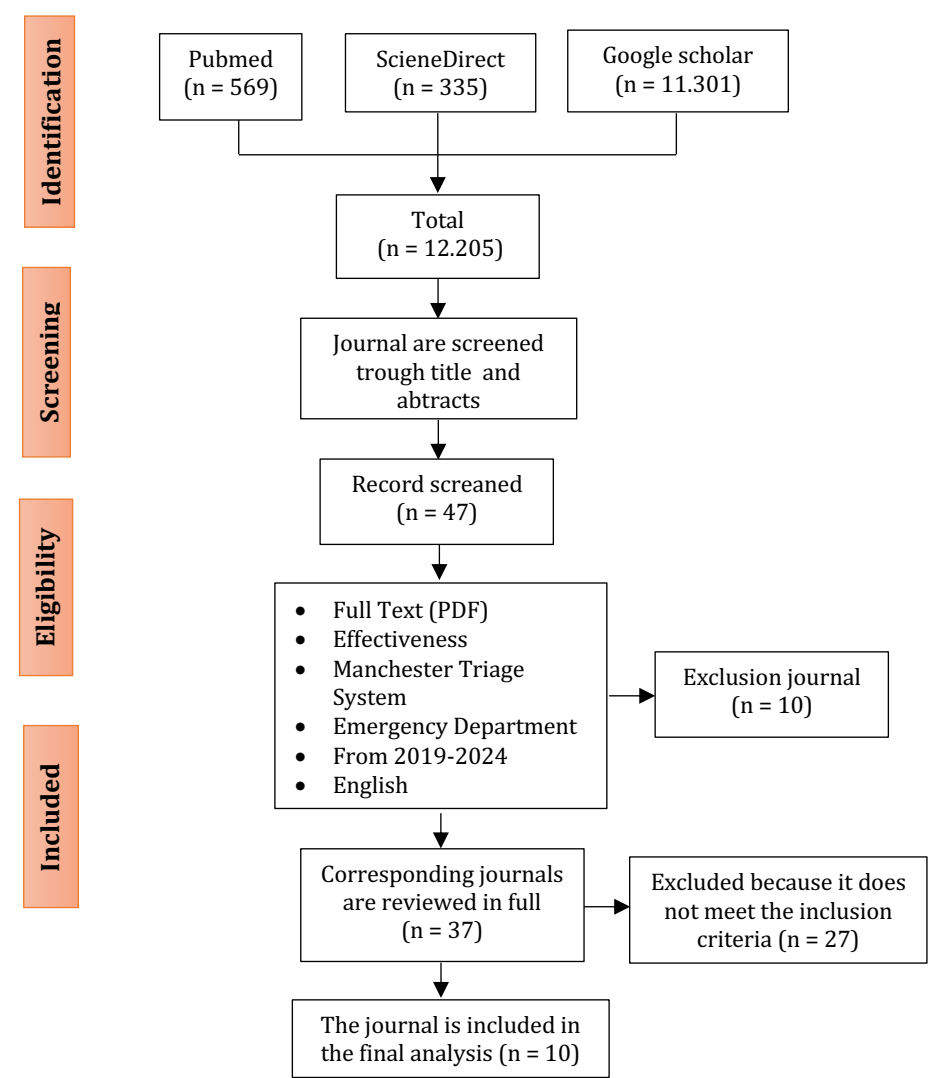 Identification
Pubmed
(n = 569)
ScieneDirect
(n = 335)
Google scholar
(n = 11.301)
Total
(n = 12.205)
Screening
Journal are screened
trough title and
abtracts
Record screaned
(n = 47)
Eligibility
• Full Text (PDF)
• Effectiveness
• Manchester Triage
System
• Emergency Department
• From 2019-2024
• English
Exclusion journal
(n = 10)
Included
Corresponding journals
are reviewed in full
(n = 37)
Excluded because it does
not meet the inclusion
criteria (n = 27)
The journal is included in
the final analysis (n = 10)